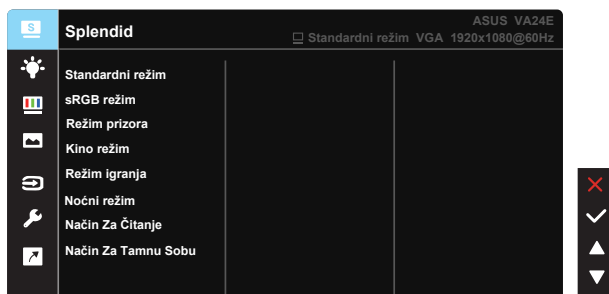 S
Splendid
ASUS VA24E
Standardni režim VGA 1920x1080@60Hz
Standardni režim
sRGB režim
Režim prizora
Kino režim
Režim igranja
Noćni režim
Način Za Čitanje
Način Za Tamnu Sobu